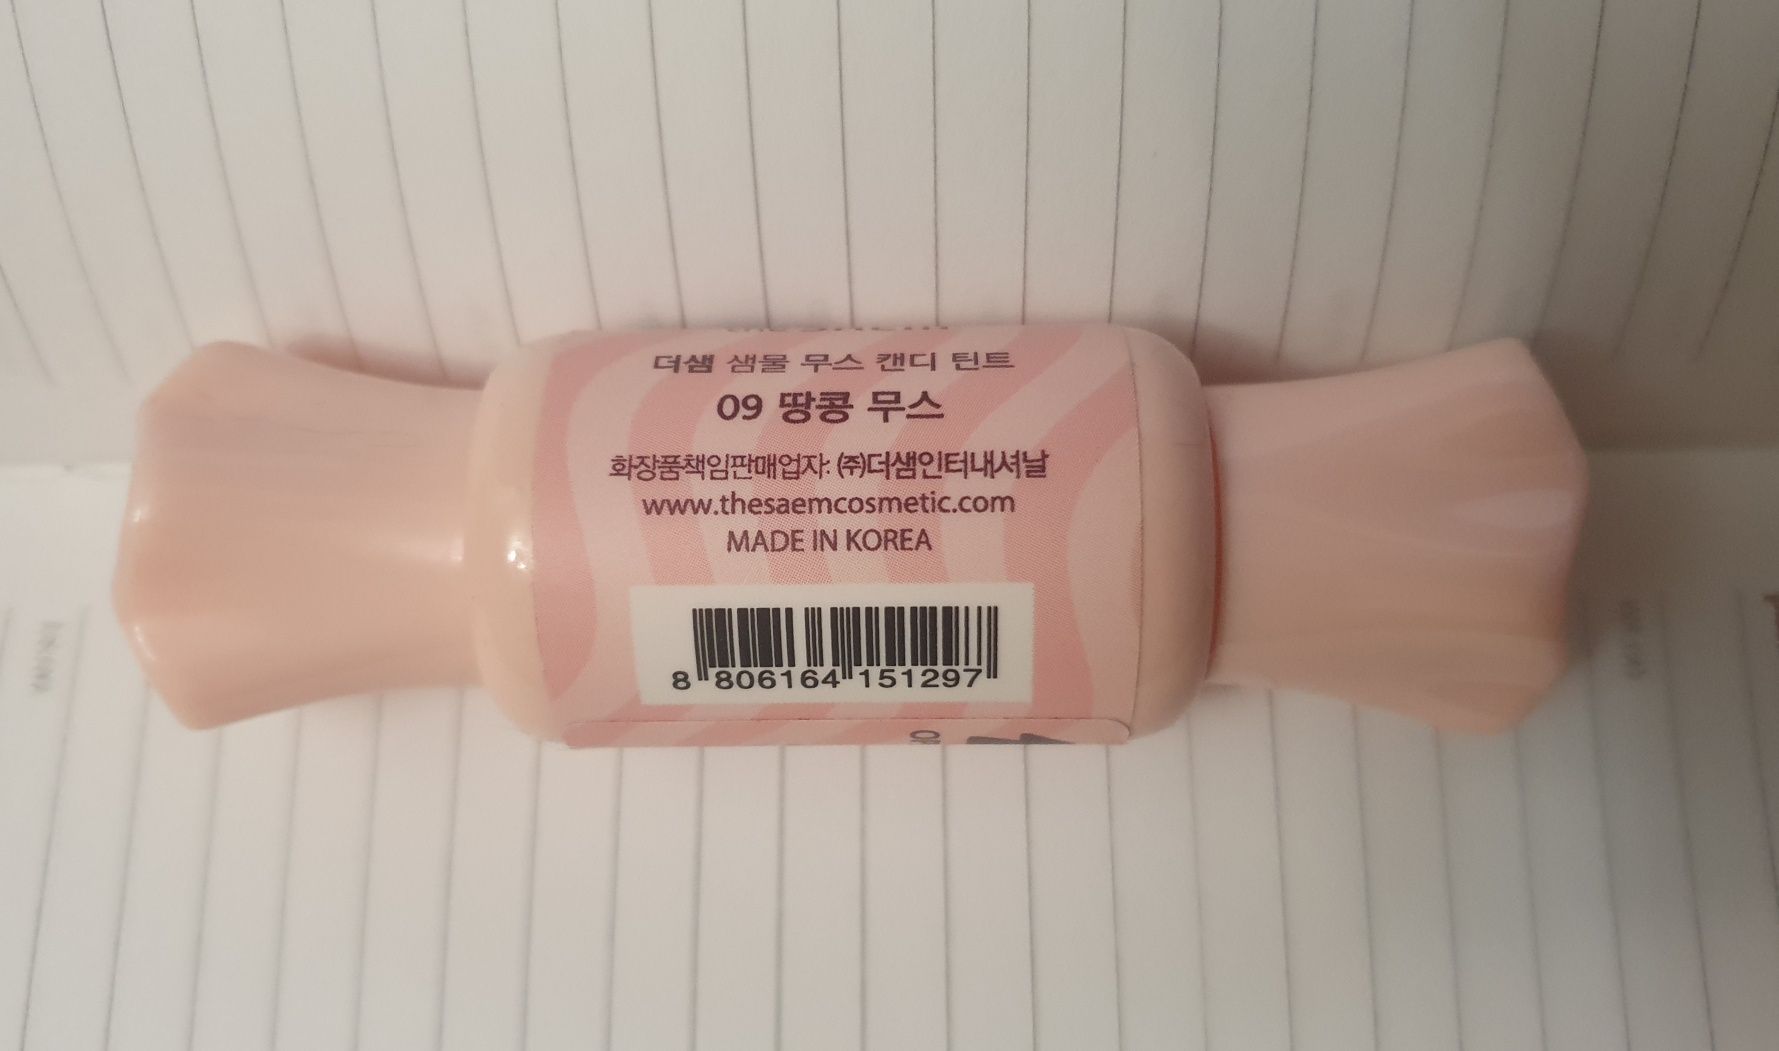 더샘 샘물 무스 캔디 틴트
09 땅콩 무스
화장품책임판매업자: ㈜더샘인터내셔날
www.thesaemcosmetic.com
MADE IN KOREA
8 806164 151297